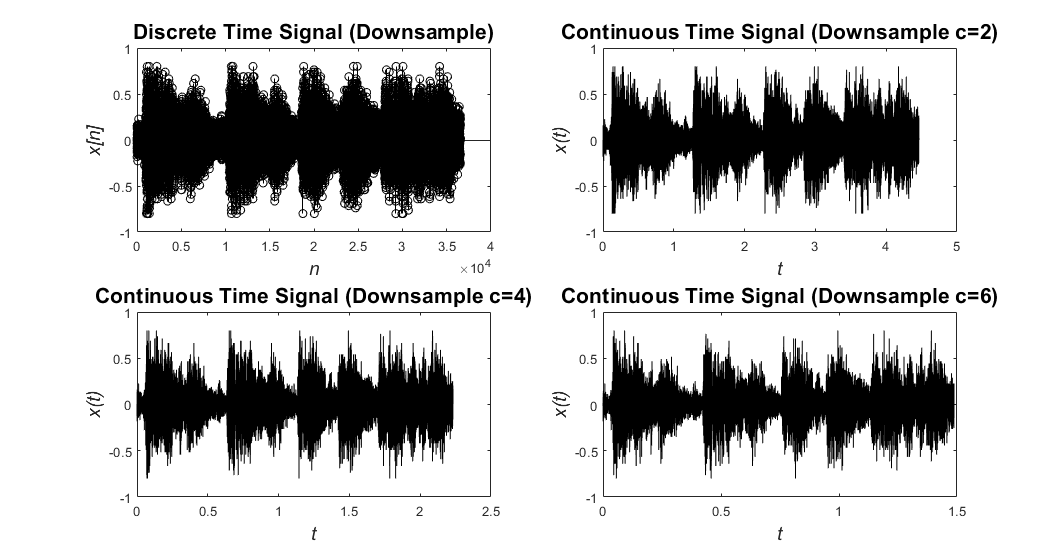 Discrete Time Signal (Downsample)
1
0.5
0
-0.5
-1
x[n]
0 0.5 1 1.5 2 2.5 3 3.5 4
n
×10⁴
Continuous Time Signal (Downsample c=2)
1
0.5
0
-0.5
-1
x(t)
0 1 2 3 4 5
t
Continuous Time Signal (Downsample c=4)
1
0.5
0
-0.5
-1
x(t)
0 0.5 1 1.5 2 2.5
t
Continuous Time Signal (Downsample c=6)
1
0.5
0
-0.5
-1
x(t)
0 0.5 1 1.5
t